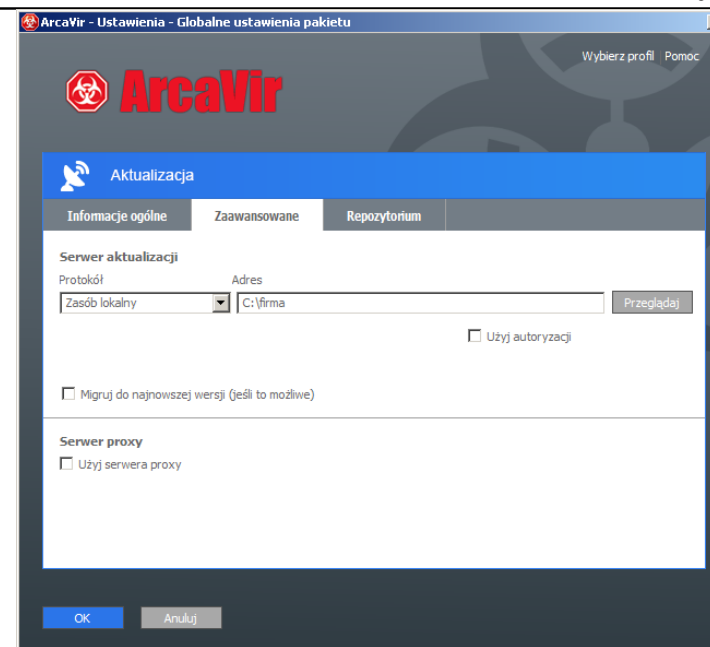 ArcaVir - Ustawienia - Globalne ustawienia pakietu
Wybierz profil Pomoc
ArcaVir
Aktualizacja
Informacje ogólne Zaawansowane Repozytorium
Serwer aktualizacji
Protokół Adres
Zasób lokalny C:\firma Przeglądaj
Użyj autoryzacji
Migruj do najnowszej wersji (jeśli to możliwe)
Serwer proxy
Użyj serwera proxy
OK Anuluj